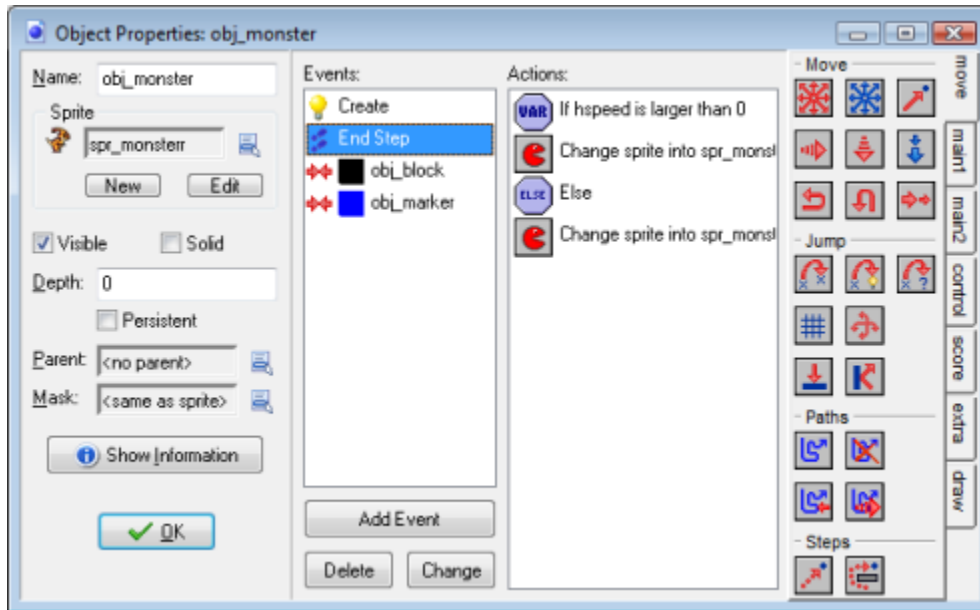 Object Properties: obj_monster
Name: obj_monster
Sprite
spr_monsterr
New Edit
Visible Solid
Depth: 0
Persistent
Parent: <no parent>
Mask: <same as sprite>
Show Information
OK
Events:
Create
End Step
obj_block
obj_marker
Add Event
Delete Change
Actions:
VAR If hspeed is larger than 0
Change sprite into spr_monst
ELSE Else
Change sprite into spr_monst
Move
Jump
Paths
Steps
move
main1
main2
control
score
extra
draw